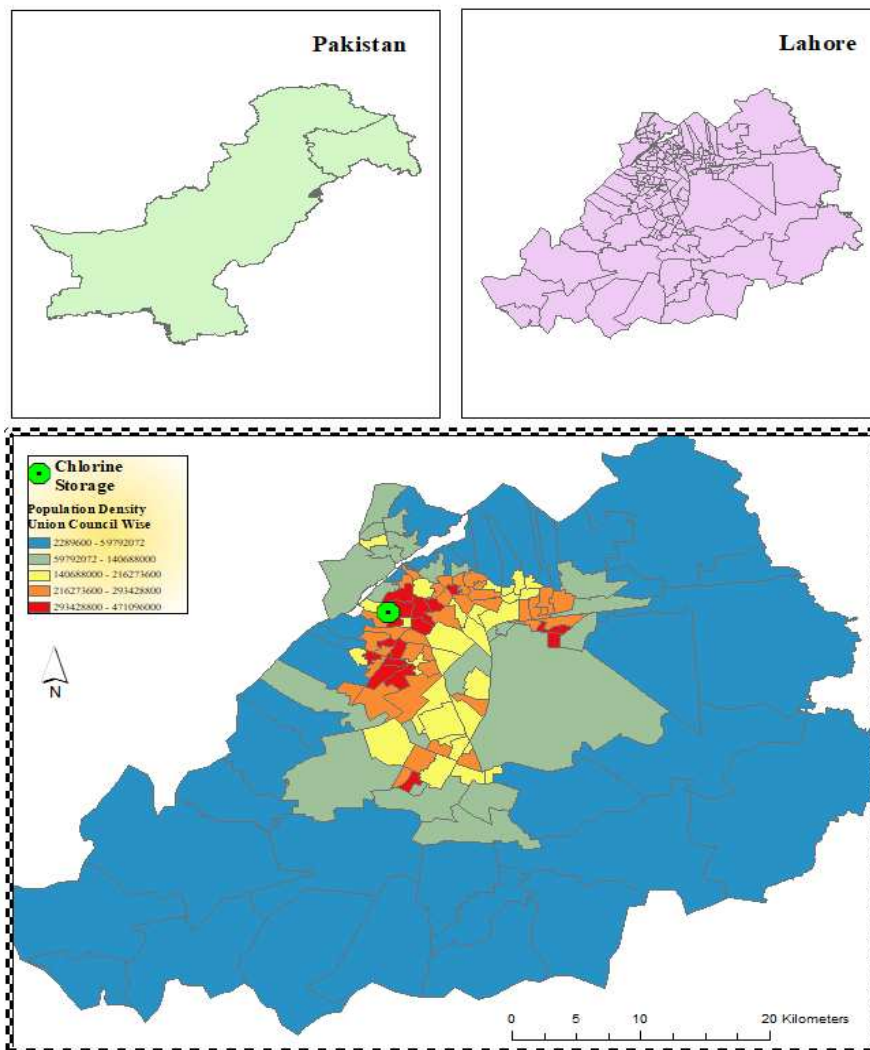 Pakistan
Lahore
Chlorine
Storage
Population Density
Union Council Wise
2289600 - 59792072
59792072 - 140688000
140688000 - 216273600
216273600 - 293428800
293428800 - 471096000
N
0 5 10 20 Kilometers